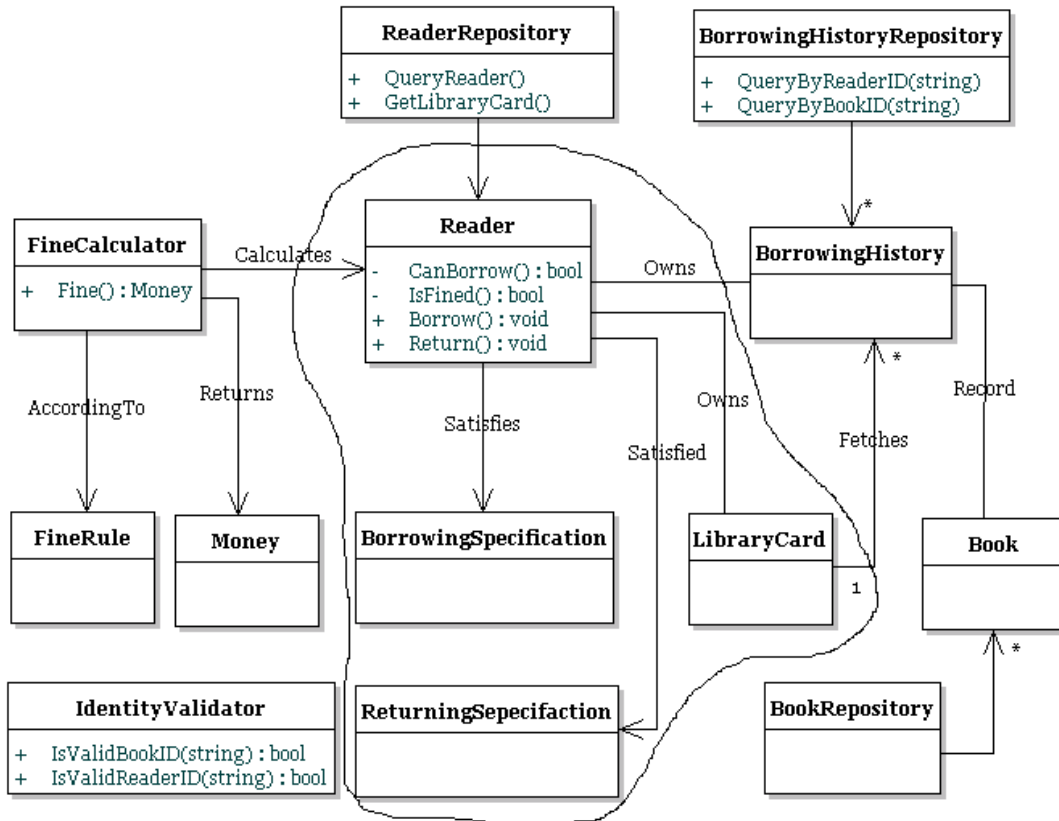 ReaderRepository
+ QueryReader()
+ GetLibraryCard()
BorrowingHistoryRepository
+ QueryByReaderID(string)
+ QueryByBookID(string)
*
FineCalculator
+ Fine() : Money
Calculates
Reader
- CanBorrow() : bool
- IsFined() : bool
+ Borrow() : void
+ Return() : void
Owns
BorrowingHistory
*
AccordingTo
Returns
Satisfies
Satisfied
Owns
Fetches
Record
FineRule
Money
BorrowingSpecification
LibraryCard
1
Book
*
IdentityValidator
+ IsValidBookID(string) : bool
+ IsValidReaderID(string) : bool
ReturningSepecifaction
BookRepository